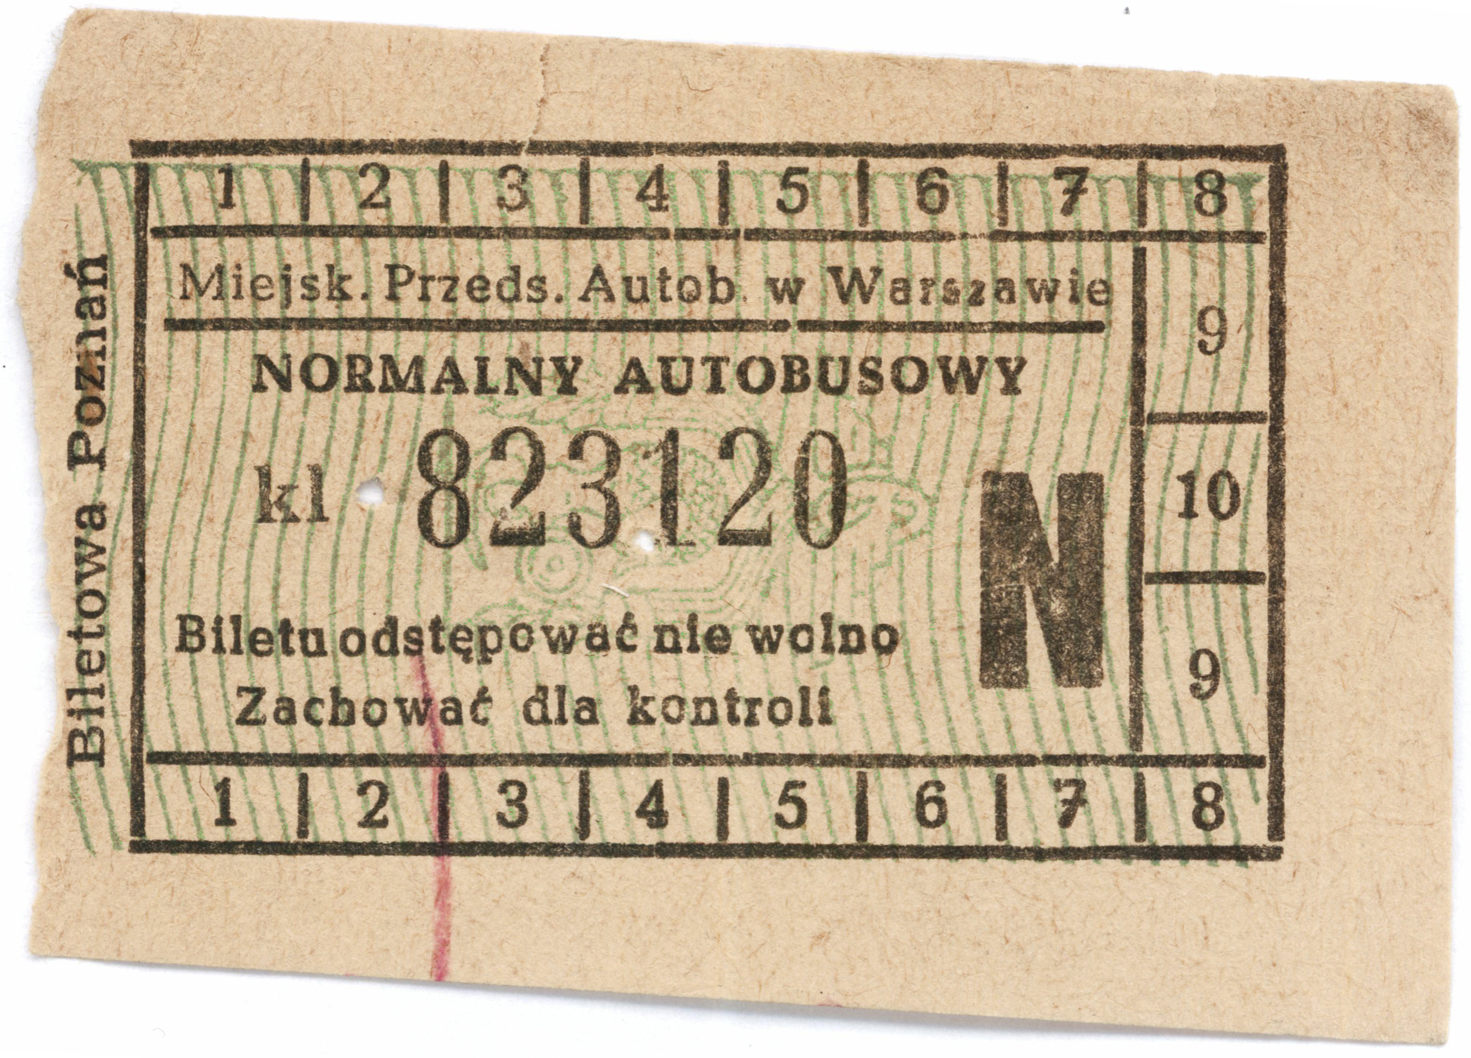 1 | 2 | 3 | 4 | 5 | 6 | 7 | 8
Miejsk. Przeds. Autob. w Warszawie
9
NORMALNY AUTOBUSOWY
kl 823120
10
N
Biletu odstępować nie wolno
9
Zachować dla kontroli
1 | 2 | 3 | 4 | 5 | 6 | 7 | 8
Biletowa Poznań